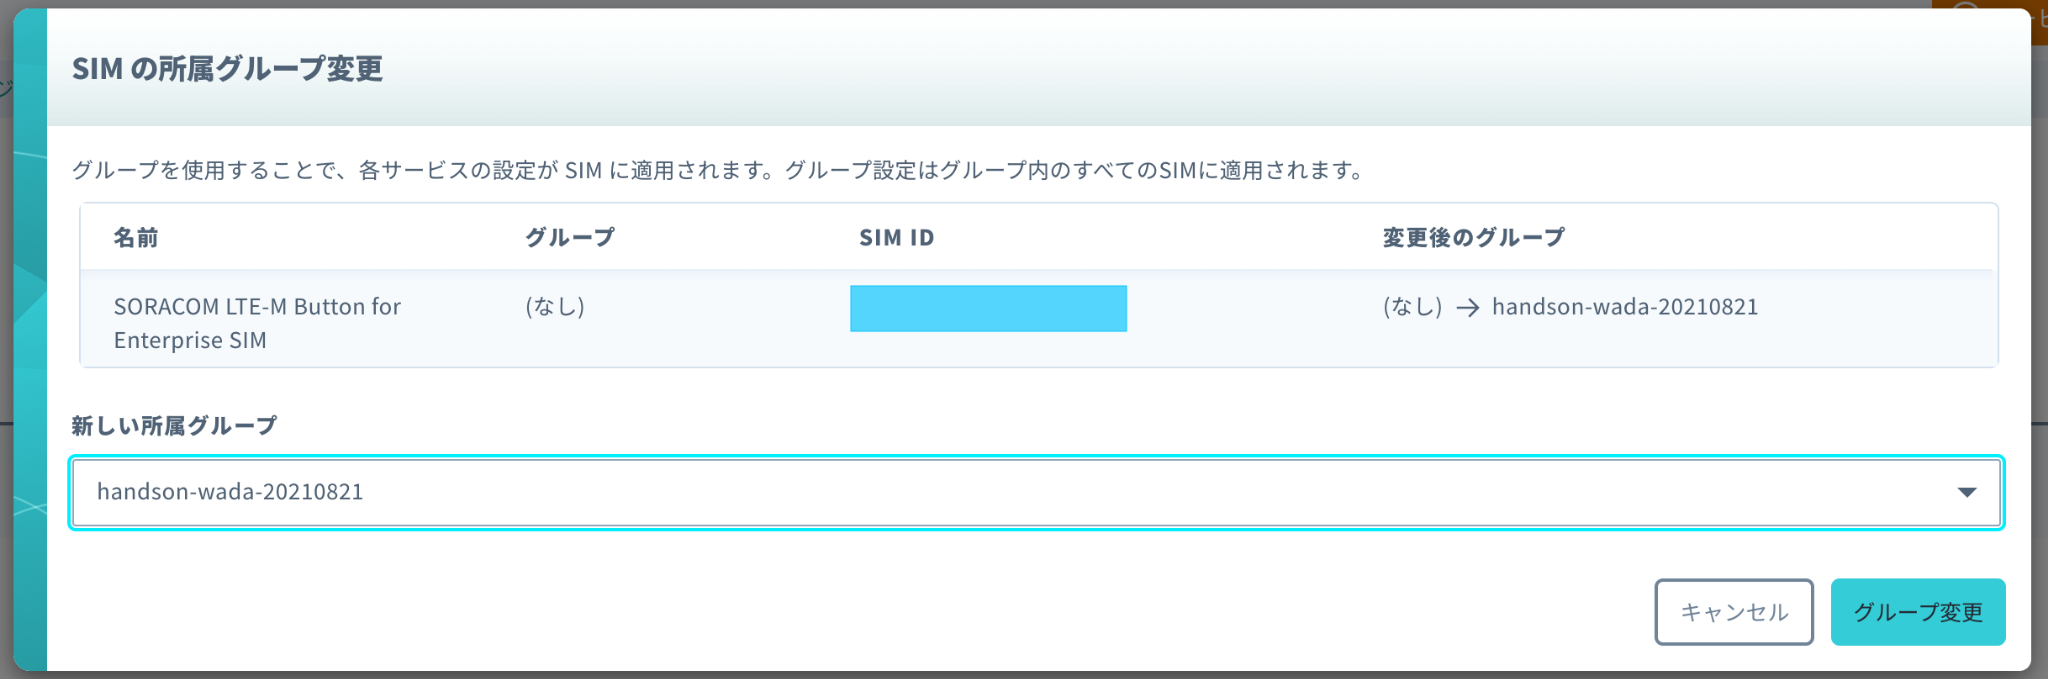 SIM の所属グループ変更
グループを使用することで、各サービスの設定が SIM に適用されます。グループ設定はグループ内のすべてのSIMに適用されます。
名前 グループ SIM ID 変更後のグループ
SORACOM LTE-M Button for (なし) (なし) → handson-wada-20210821
Enterprise SIM
新しい所属グループ
handson-wada-20210821
キャンセル グループ変更